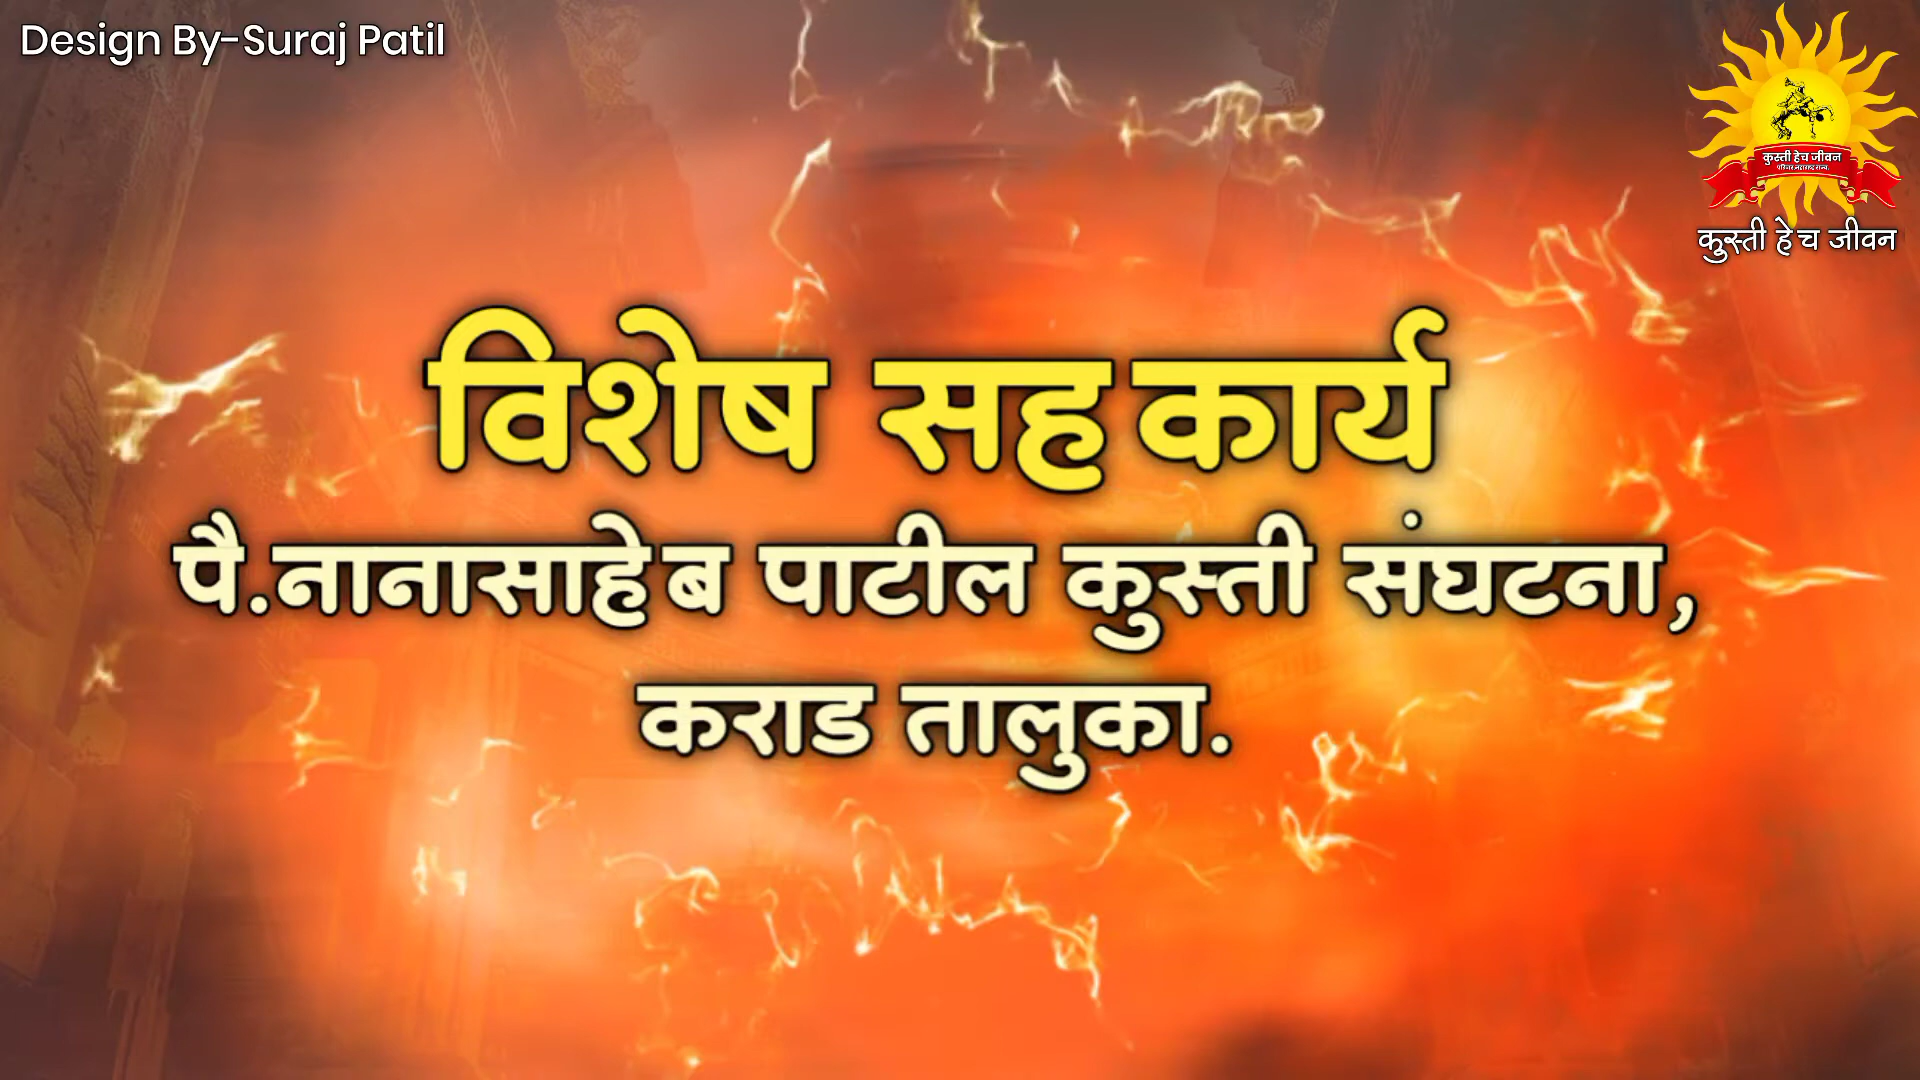 Design By-Suraj Patil
कुस्ती हेच जीवन
कुस्ती हेच जीवन
विशेष सहकार्य
पै.नानासाहेब पाटील कुस्ती संघटना,
कराड तालुका.